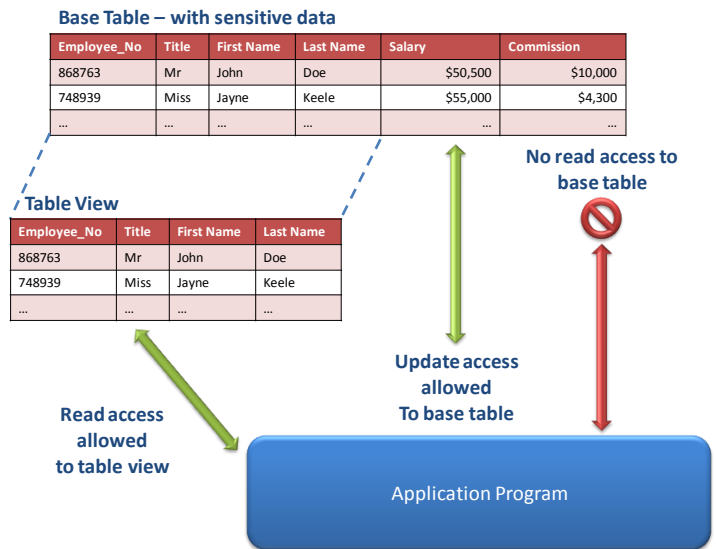 Base Table – with sensitive data
Employee_No Title First Name Last Name Salary Commission
868763 Mr John Doe $50,500 $10,000
748939 Miss Jayne Keele $55,000 $4,300
... ... ... ... ... ...
No read access to
base table
Table View
Employee_No Title First Name Last Name
868763 Mr John Doe
748939 Miss Jayne Keele
... ... ... ...
Update access
allowed
To base table
Read access
allowed
to table view
Application Program